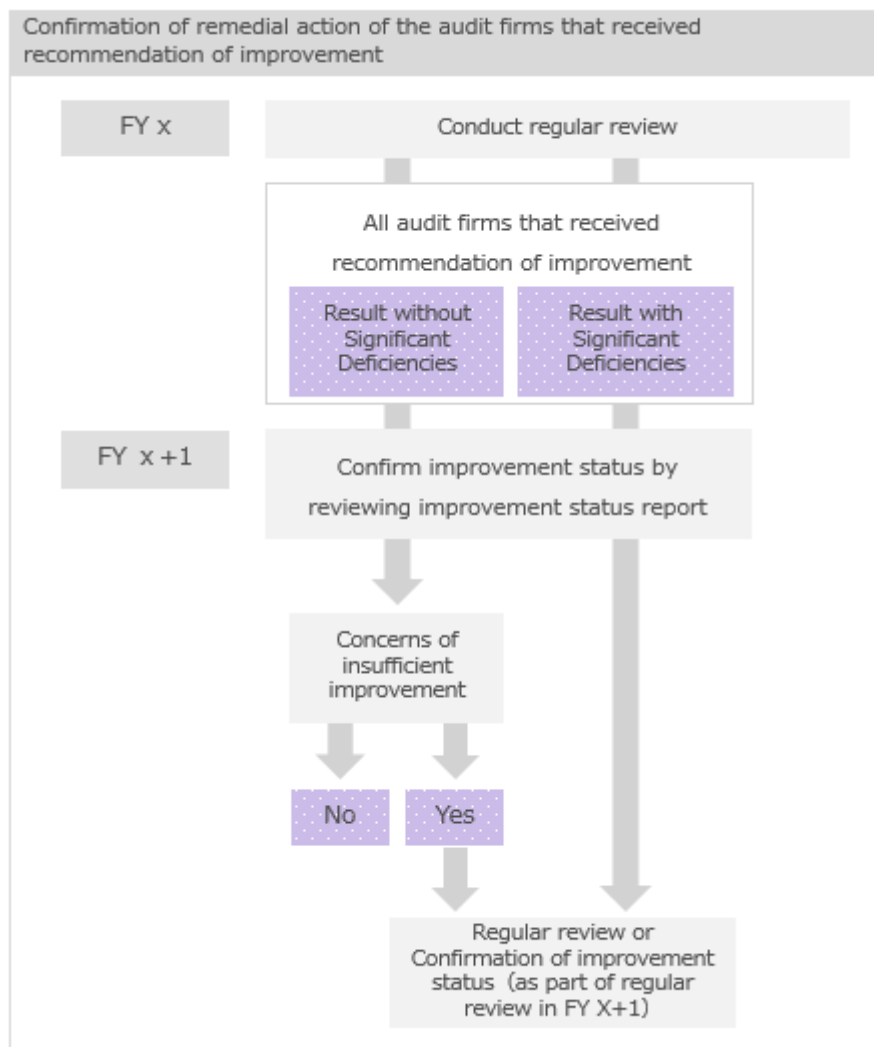 Confirmation of remedial action of the audit firms that received
recommendation of improvement
FY x
Conduct regular review
All audit firms that received
recommendation of improvement
Result without
Significant
Deficiencies
Result with
Significant
Deficiencies
FY x +1
Confirm improvement status by
reviewing improvement status report
Concerns of
insufficient
improvement
No
Yes
Regular review or
Confirmation of improvement
status (as part of regular
review in FY X+1)